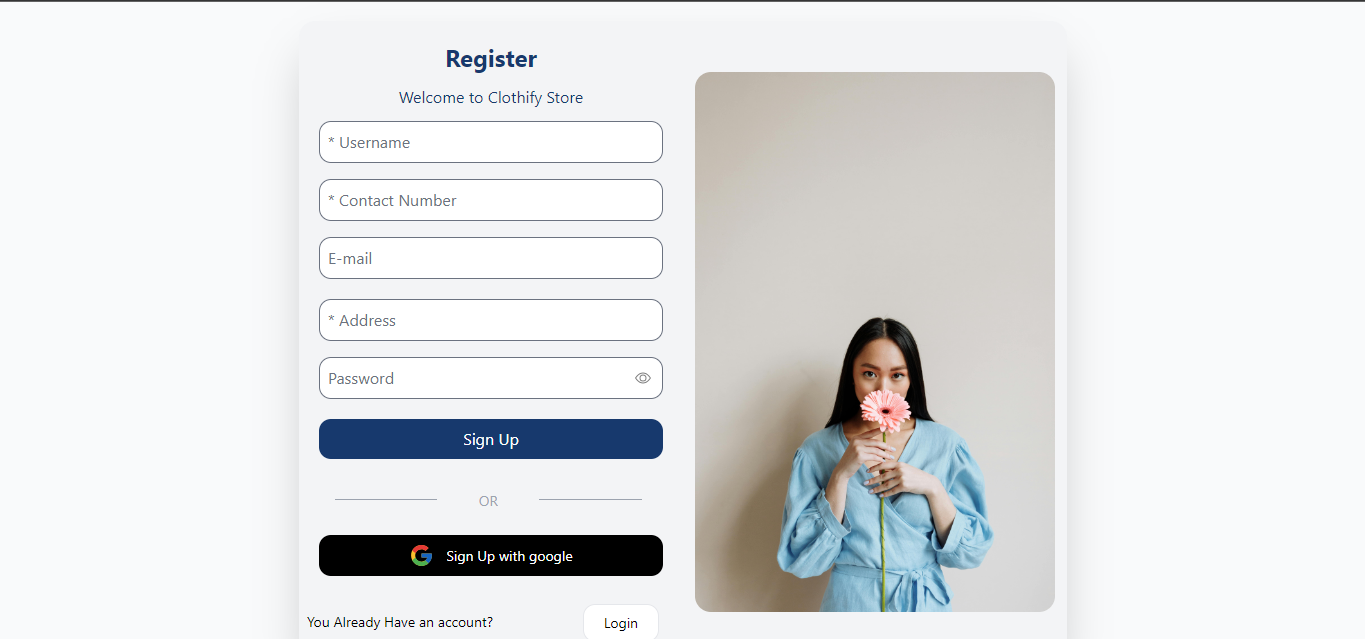 Register
Welcome to Clothify Store
* Username
* Contact Number
E-mail
* Address
Password
Sign Up
OR
Sign Up with google
You Already Have an account?
Login